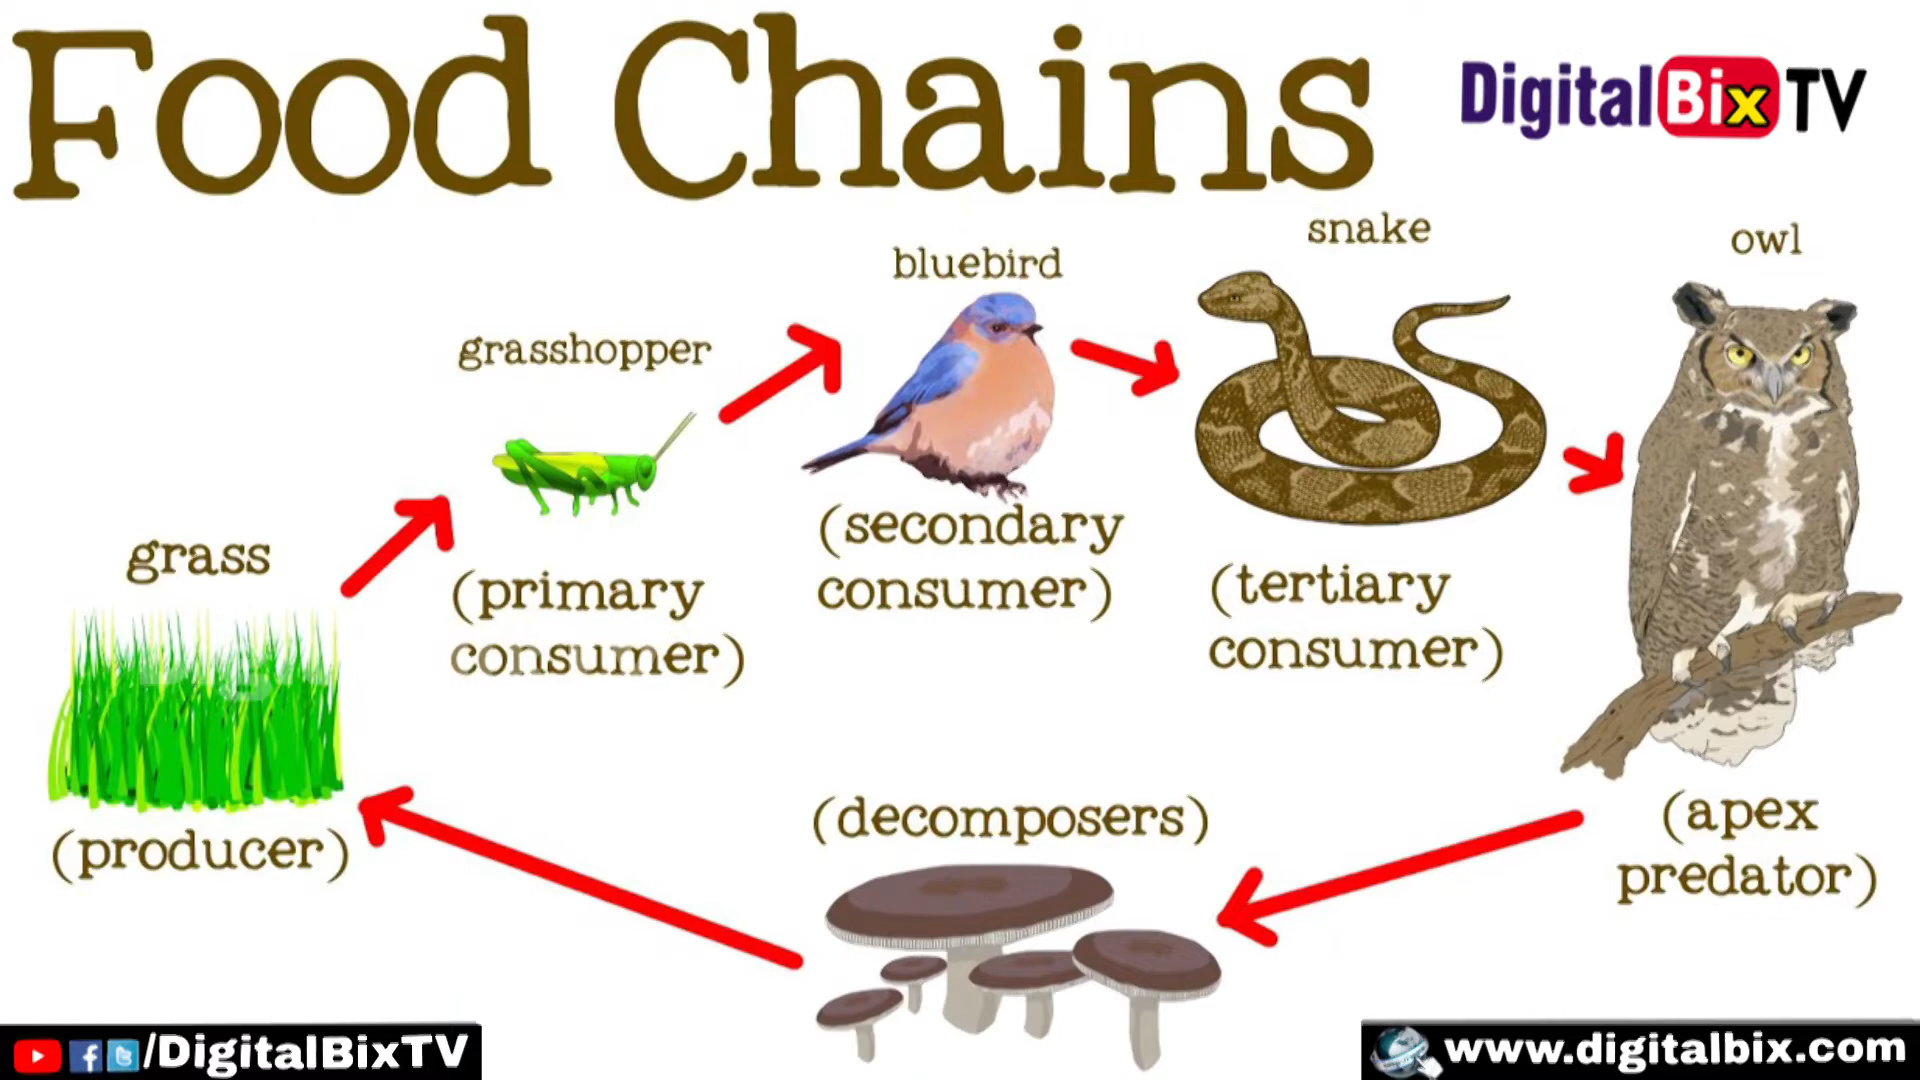 Food Chains
DigitalBixTV
snake
owl
bluebird
grasshopper
grass
(secondary
consumer)
(primary
consumer)
(tertiary
consumer)
(producer)
(decomposers)
(apex
predator)
/DigitalBixTV
www.digitalbix.com